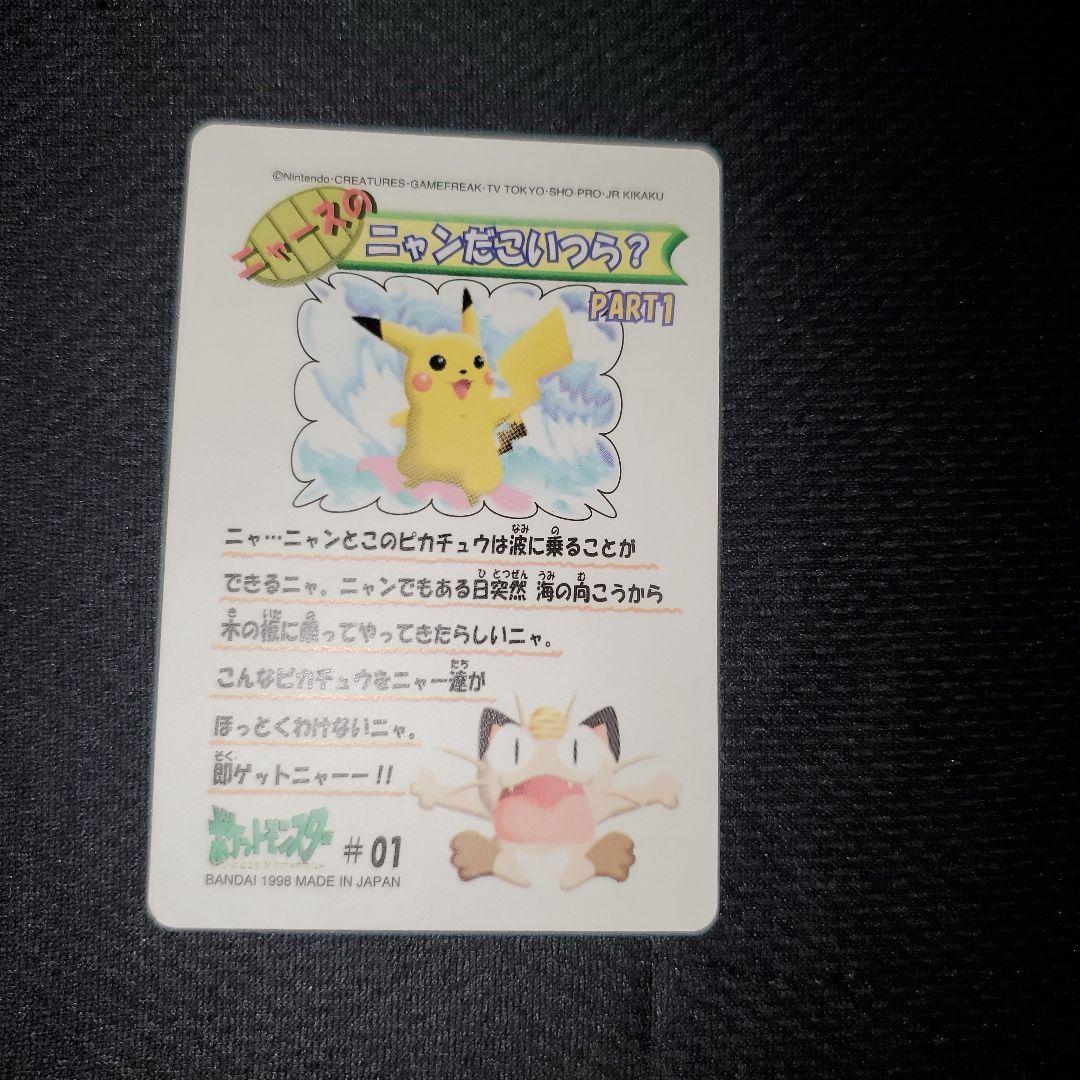 ©Nintendo・CREATURES・GAMEFREAK・TV TOKYO・SHO-PRO・JR KIKAKU
ニャースの
ニャンだこいつら？
PART1
ニャ…ニャンとこのピカチュウは波に乗ることが
できるニャ。ニャンでもある日突然 海の向こうから
木の板に乗ってやってきたらしいニャ。
こんなピカチュウをニャー達が
ほっとくわけないニャ。
即ゲットニャーー!!
ポケットモンスター #01
BANDAI 1998 MADE IN JAPAN